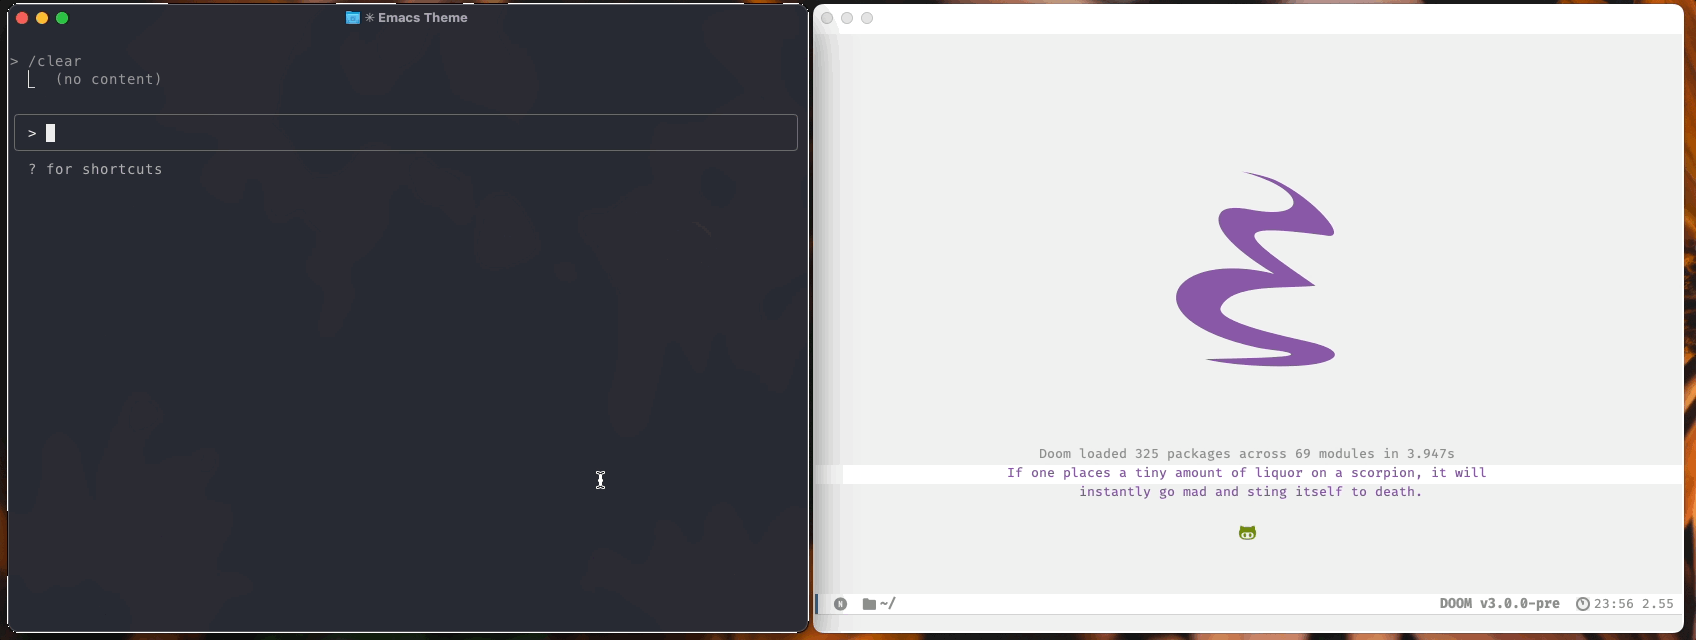 ✳ Emacs Theme
> /clear
⎿ (no content)
>
? for shortcuts
Doom loaded 325 packages across 69 modules in 3.947s
If one places a tiny amount of liquor on a scorpion, it will
instantly go mad and sting itself to death.
N ~/ DOOM v3.0.0-pre 23:56 2.55